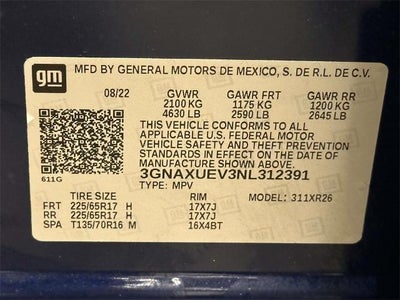 gm MFD BY GENERAL MOTORS DE MEXICO, S. DE R.L. DE C.V.
08/22 GVWR GAWR FRT GAWR RR
2100 KG 1175 KG 1200 KG
4630 LB 2590 LB 2645 LB
THIS VEHICLE CONFORMS TO ALL
APPLICABLE U.S. FEDERAL MOTOR
VEHICLE SAFETY AND THEFT PREVENTION
STANDARDS IN EFFECT ON THE DATE OF
MANUFACTURE SHOWN ABOVE.
611G 3GNAXUEV3NL312391
TYPE: MPV
TIRE SIZE RIM MODEL: 311XR26
FRT 225/65R17 H 17X7J
RR 225/65R17 H 17X7J
SPA T135/70R16 M 16X4BT